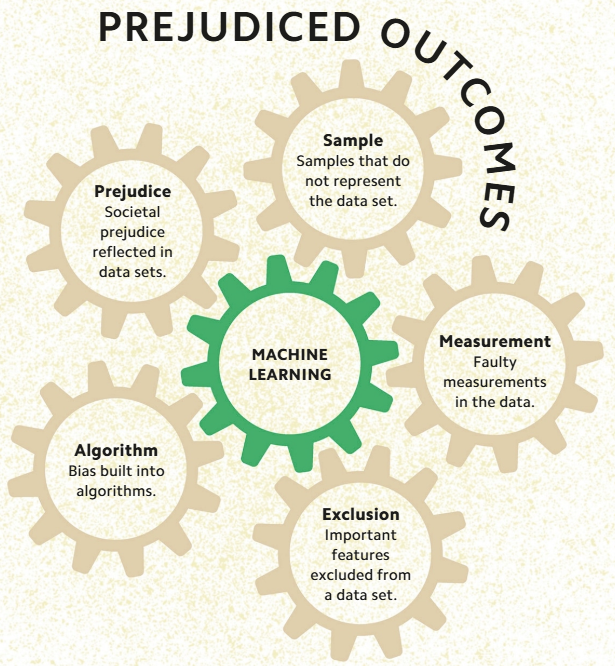 PREJUDICED OUTCOMES
Sample
Samples that do
not represent
the data set.
Prejudice
Societal
prejudice
reflected in
data sets.
MACHINE
LEARNING
Measurement
Faulty
measurements
in the data.
Algorithm
Bias built into
algorithms.
Exclusion
Important
features
excluded from
a data set.